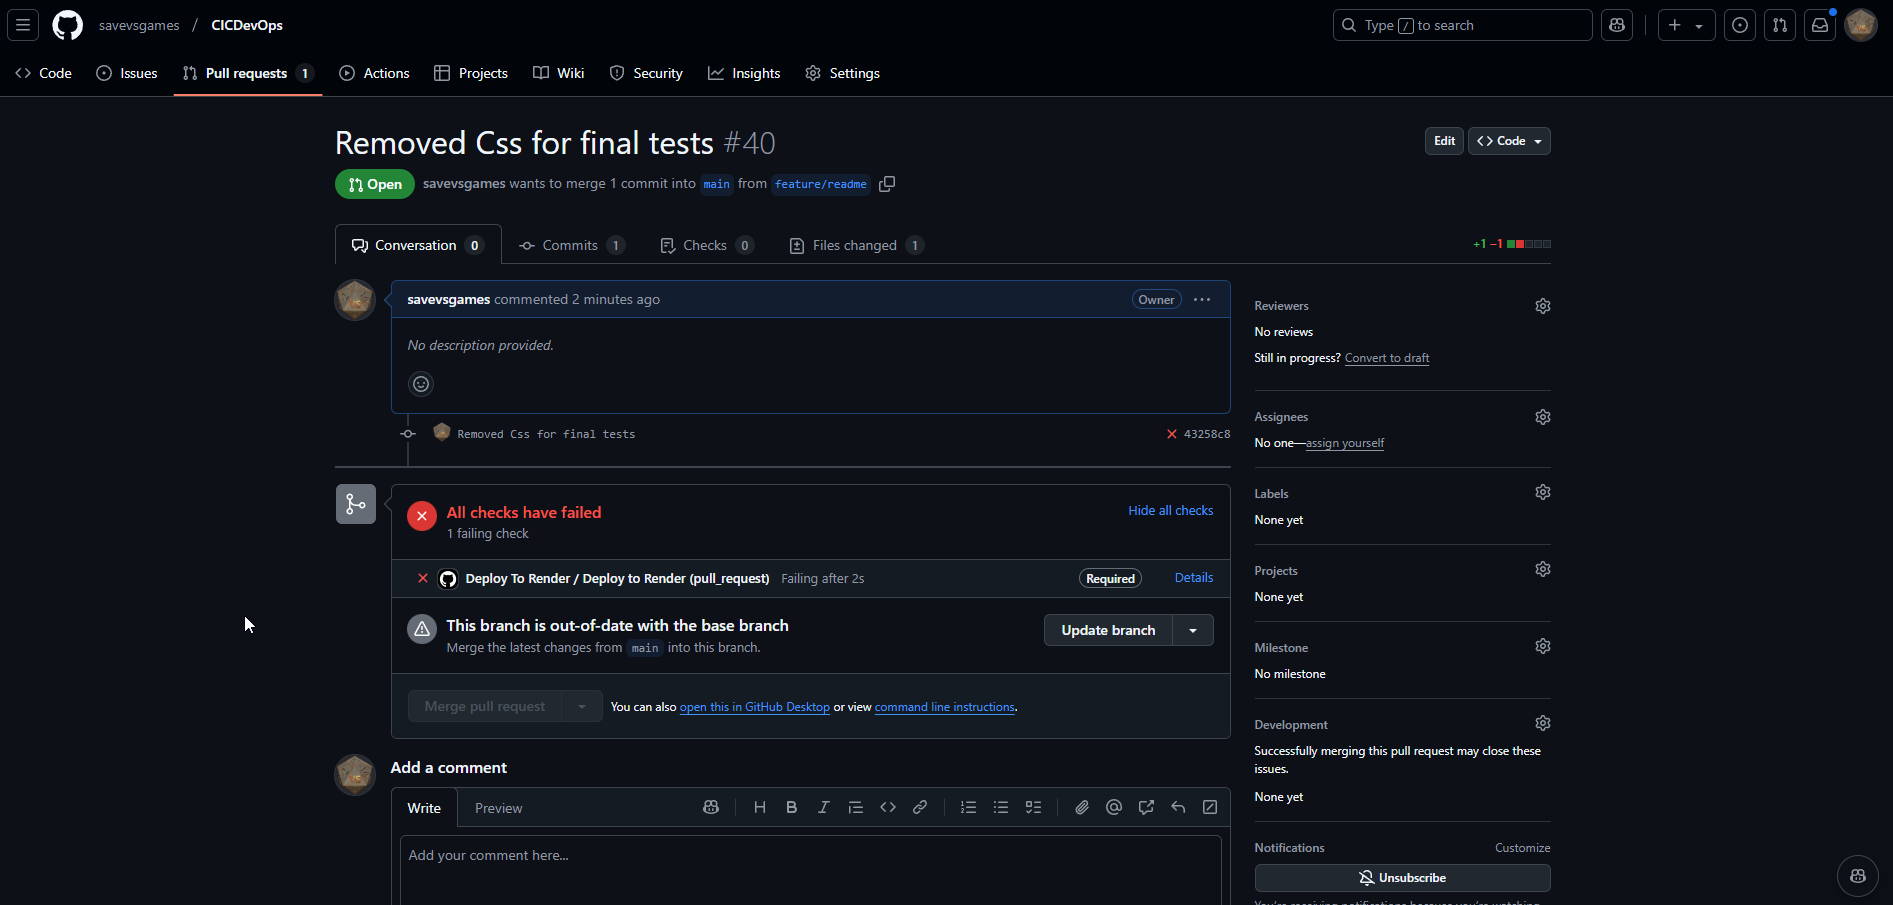 savevsgames / CICDevOps
Type / to search
Code
Issues
Pull requests 1
Actions
Projects
Wiki
Security
Insights
Settings
Removed Css for final tests #40
Edit
Code
Open
savevsgames wants to merge 1 commit into main from feature/readme
Conversation 0
Commits 1
Checks 0
Files changed 1
+1 −1
savevsgames commented 2 minutes ago
Owner
No description provided.
Removed Css for final tests
43258c8
All checks have failed
1 failing check
Hide all checks
Deploy To Render / Deploy to Render (pull_request) Failing after 2s
Required
Details
This branch is out-of-date with the base branch
Merge the latest changes from main into this branch.
Update branch
Merge pull request
You can also open this in GitHub Desktop or view command line instructions.
Add a comment
Write
Preview
Add your comment here...
Reviewers
No reviews
Still in progress? Convert to draft
Assignees
No one—assign yourself
Labels
None yet
Projects
None yet
Milestone
No milestone
Development
Successfully merging this pull request may close these
issues.
None yet
Notifications
Customize
Unsubscribe
You're receiving notifications because you're watching